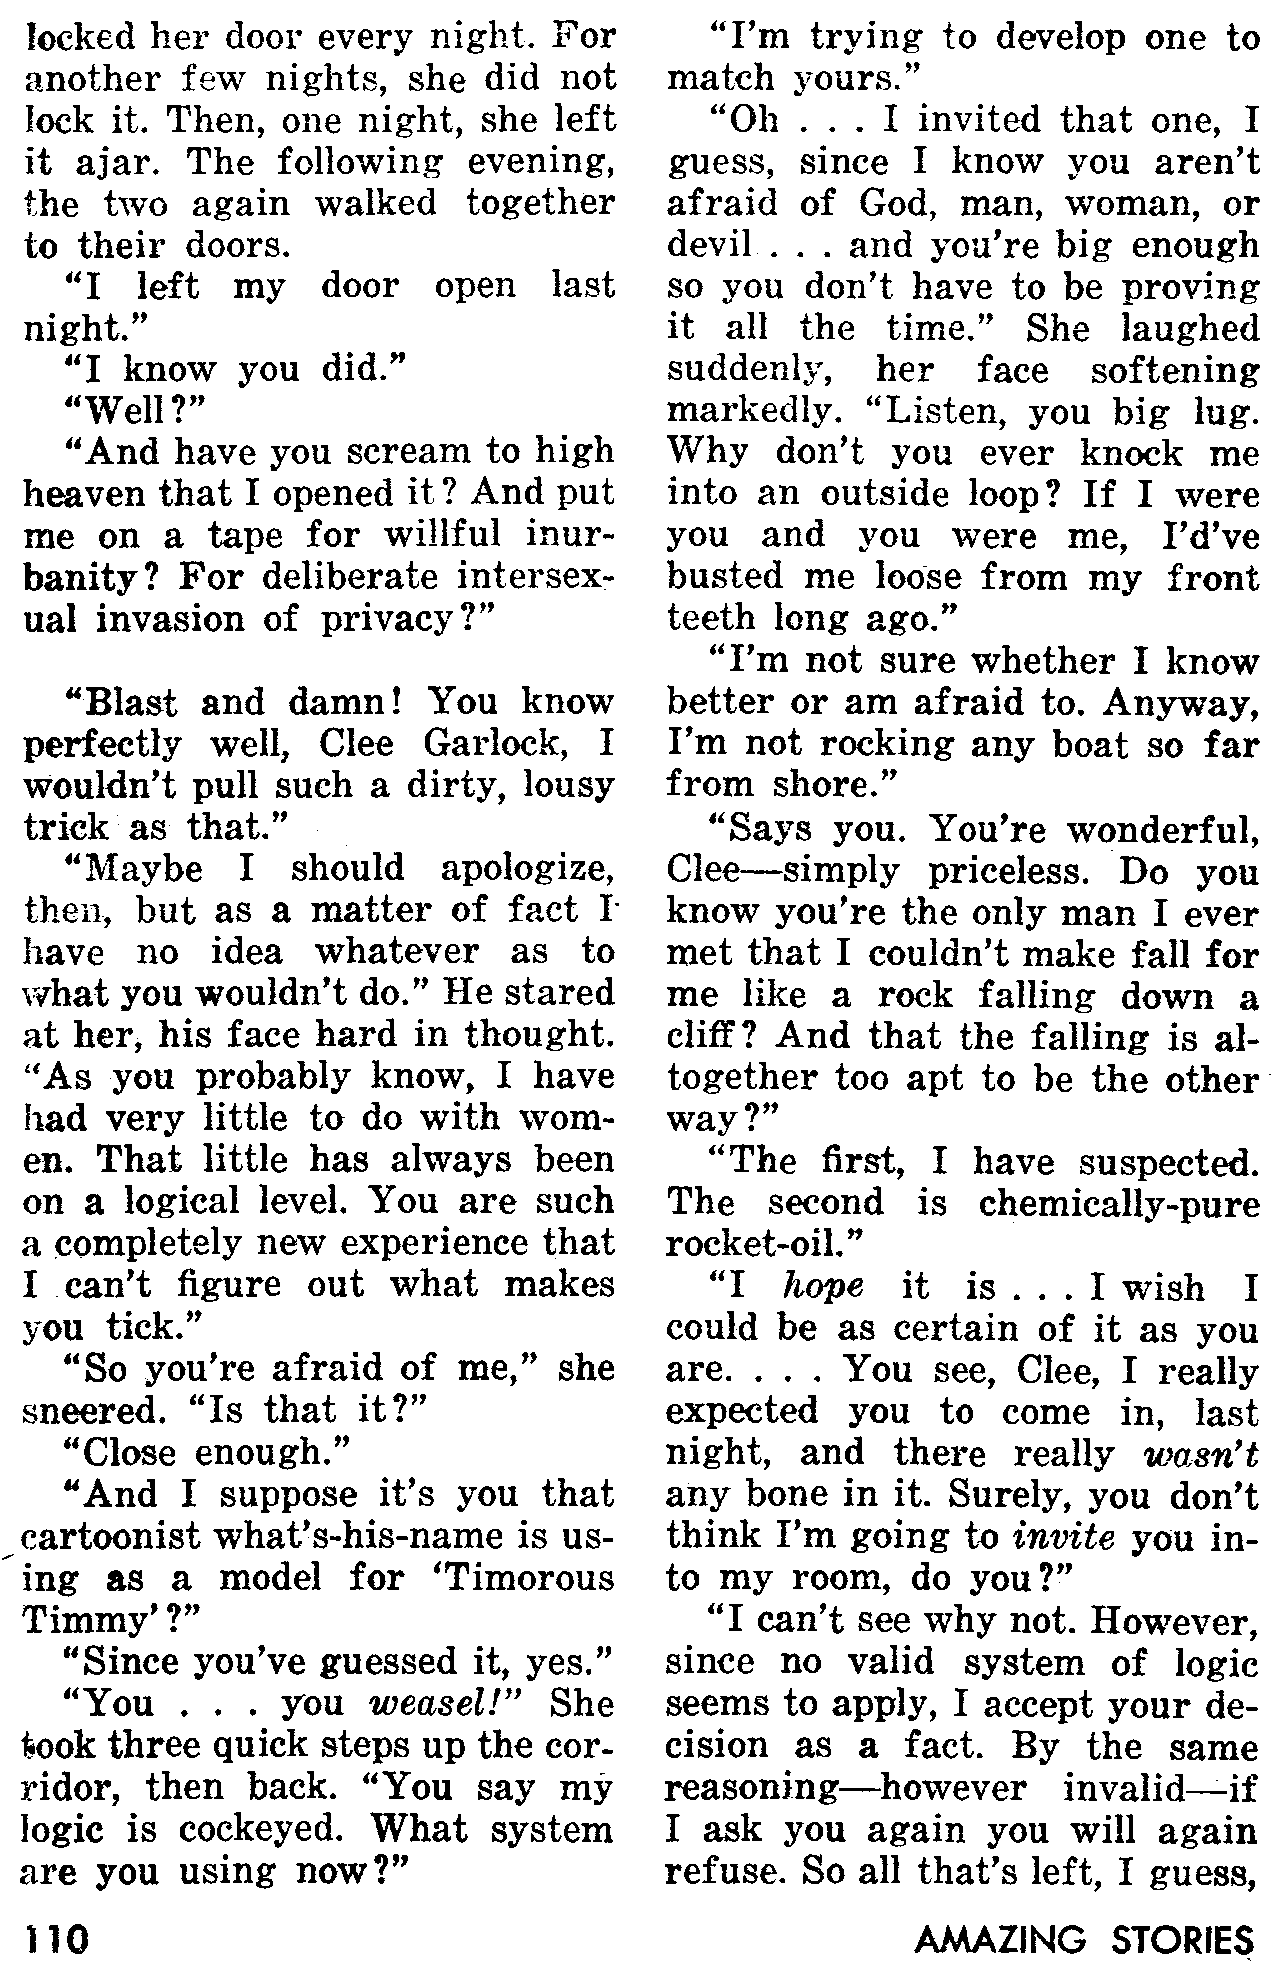 locked her door every night. For
another few nights, she did not
lock it. Then, one night, she left
it ajar. The following evening,
the two again walked together
to their doors.
“I left my door open last
night.”
“I know you did.”
“Well?”
“And have you scream to high
heaven that I opened it? And put
me on a tape for willful inur-
banity? For deliberate intersex-
ual invasion of privacy?”
“Blast and damn! You know
perfectly well, Clee Garlock, I
wouldn't pull such a dirty, lousy
trick as that.”
“Maybe I should apologize,
then, but as a matter of fact I
have no idea whatever as to
what you wouldn't do.” He stared
at her, his face hard in thought.
“As you probably know, I have
had very little to do with wom-
en. That little has always been
on a logical level. You are such
a completely new experience that
I can't figure out what makes
you tick.”
“So you're afraid of me,” she
sneered. “Is that it?”
“Close enough.”
“And I suppose it's you that
cartoonist what's-his-name is us-
ing as a model for ‘Timorous
Timmy’?”
“Since you've guessed it, yes.”
“You . . . you weasel!” She
took three quick steps up the cor-
ridor, then back. “You say my
logic is cockeyed. What system
are you using now?”
“I'm trying to develop one to
match yours.”
“Oh . . . I invited that one, I
guess, since I know you aren't
afraid of God, man, woman, or
devil . . . and you're big enough
so you don't have to be proving
it all the time.” She laughed
suddenly, her face softening
markedly. “Listen, you big lug.
Why don't you ever knock me
into an outside loop? If I were
you and you were me, I'd've
busted me loose from my front
teeth long ago.”
“I'm not sure whether I know
better or am afraid to. Anyway,
I'm not rocking any boat so far
from shore.”
“Says you. You're wonderful,
Clee—simply priceless. Do you
know you're the only man I ever
met that I couldn't make fall for
me like a rock falling down a
cliff? And that the falling is al-
together too apt to be the other
way?”
“The first, I have suspected.
The second is chemically-pure
rocket-oil.”
“I hope it is . . . I wish I
could be as certain of it as you
are. . . . You see, Clee, I really
expected you to come in, last
night, and there really wasn't
any bone in it. Surely, you don't
think I'm going to invite you in-
to my room, do you?”
“I can't see why not. However,
since no valid system of logic
seems to apply, I accept your de-
cision as a fact. By the same
reasoning—however invalid—if
I ask you again you will again
refuse. So all that's left, I guess,
110
AMAZING STORIES